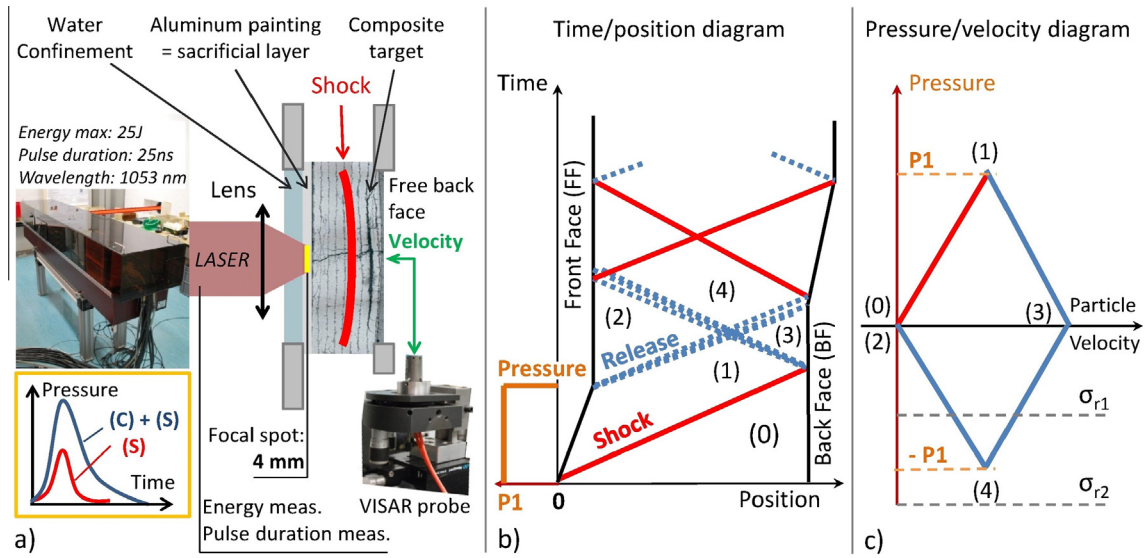 Water
Confinement
Aluminum painting
= sacrificial layer
Composite
target
Shock
Energy max: 25J
Pulse duration: 25ns
Wavelength: 1053 nm
Lens
Free back
face
Velocity
LASER
Pressure
(C) + (S)
(S)
Time
Focal spot:
4 mm
VISAR probe
Energy meas.
Pulse duration meas.
a)
Time/position diagram
Time
Front Face (FF)
(4)
(2)
(3)
Release
(1)
Pressure
Back Face (BF)
Shock
(0)
P1
0
Position
b)
Pressure/velocity diagram
Pressure
P1
(1)
(0)
(3)
Particle
(2)
Velocity
σr1
- P1
(4)
σr2
c)